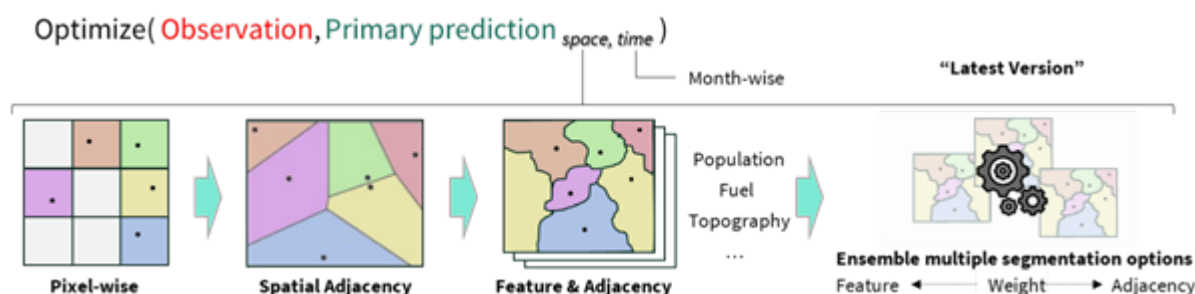 Optimize( Observation, Primary prediction space, time )
Month-wise
“Latest Version”
Population
Fuel
Topography
...
Pixel-wise
Spatial Adjacency
Feature & Adjacency
Ensemble multiple segmentation options
Feature Weight Adjacency